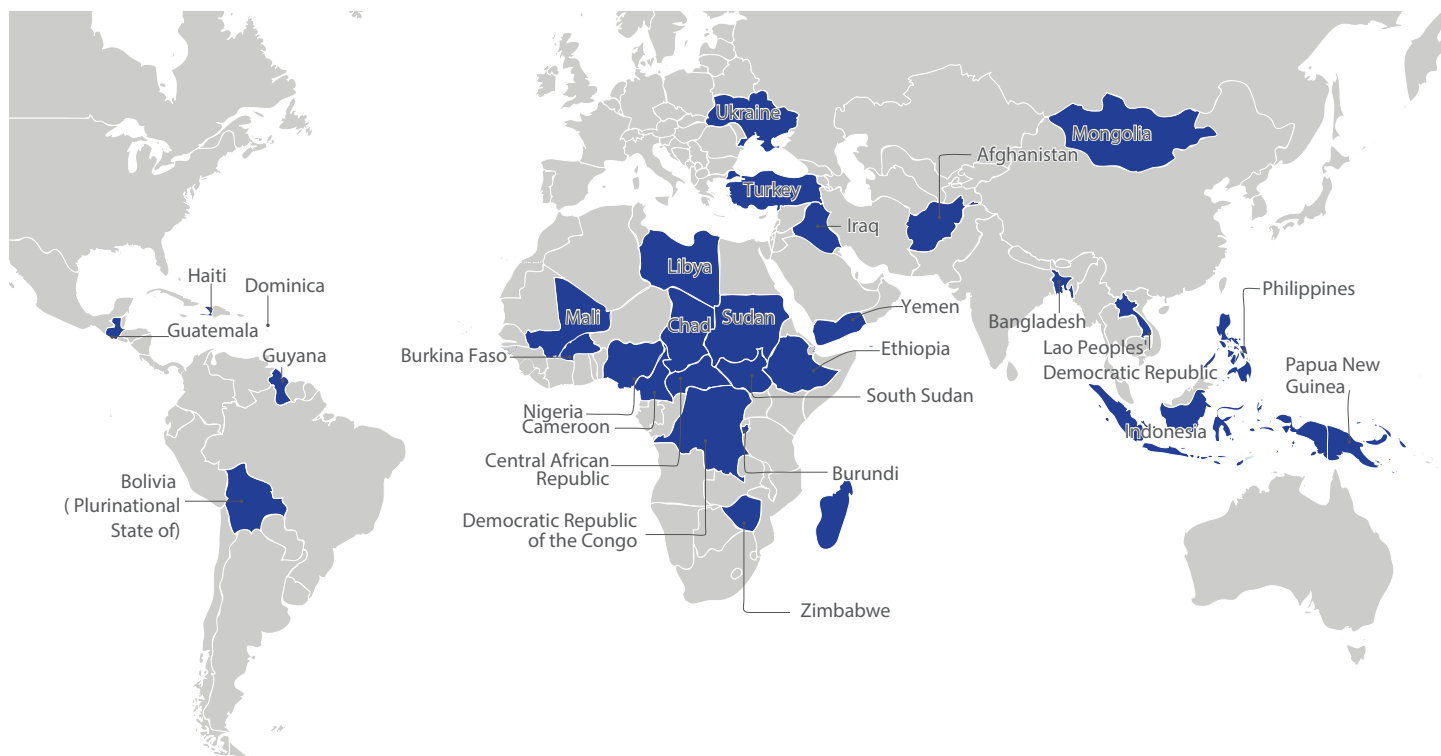 Ukraine
Mongolia
Afghanistan
Turkey
Iraq
Libya
Haiti
Dominica
Philippines
Yemen
Mali
Chad
Sudan
Bangladesh
Guatemala
Lao Peoples'
Democratic Republic
Guyana
Burkina Faso
Ethiopia
Papua New
Guinea
South Sudan
Nigeria
Cameroon
Indonesia
Central African
Republic
Burundi
Bolivia
( Plurinational
State of)
Democratic Republic
of the Congo
Zimbabwe